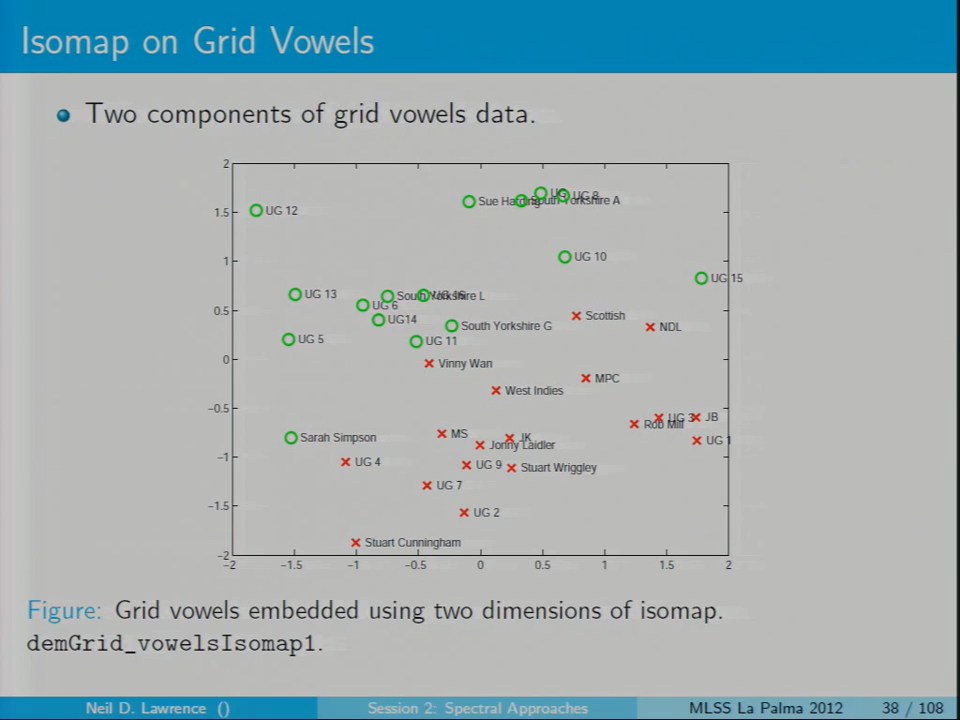 Isomap on Grid Vowels
Two components of grid vowels data.
2
1.5
1
0.5
0
−0.5
−1
−1.5
−2
−2 −1.5 −1 −0.5 0 0.5 1 1.5 2
UG 12
Sue Harding
South Yorkshire A
UG
UG 8
UG 10
UG 15
UG 13
South Yorkshire L
UG 6
UG14
South Yorkshire G
UG 5
UG 11
Scottish
NDL
Vinny Wan
MPC
West Indies
UG 3
JB
Rob Mill
UG 1
Sarah Simpson
MS
JK
Jonny Laidler
UG 4
UG 9
Stuart Wriggley
UG 7
UG 2
Stuart Cunningham
Figure: Grid vowels embedded using two dimensions of isomap.
demGrid_vowelsIsomap1.
Neil D. Lawrence () Session 2: Spectral Approaches MLSS La Palma 2012 38 / 108